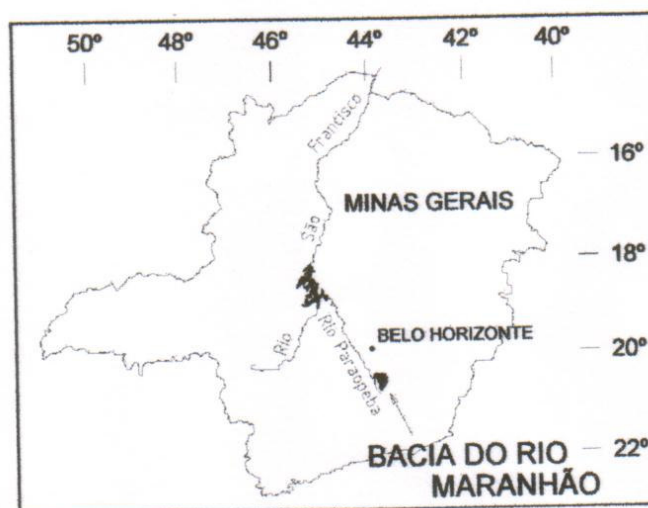 50º 48º 46º 44º 42º 40º
Francisco
16º
MINAS GERAIS
São
18º
BELO HORIZONTE
20º
Rio
Rio Paraopeba
BACIA DO RIO
22º
MARANHÃO